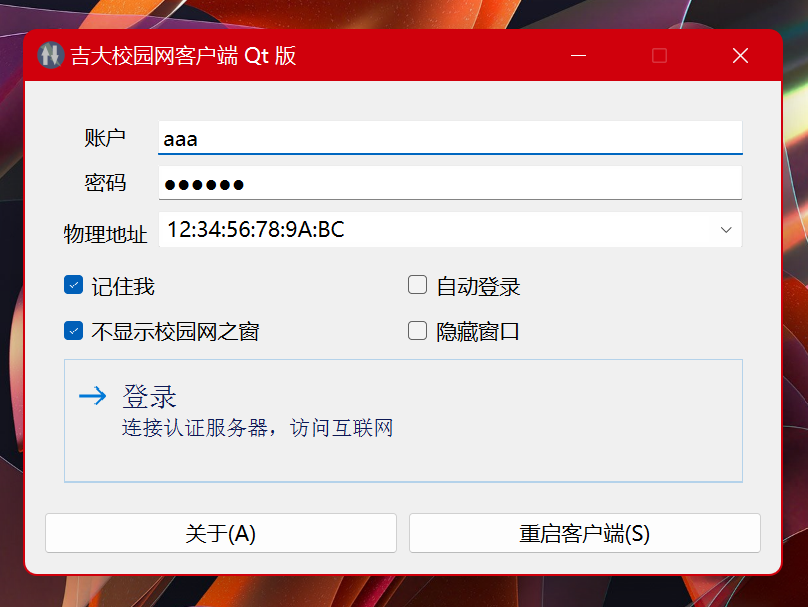 吉大校园网客户端 Qt 版
账户 aaa
密码 ●●●●●●
物理地址 12:34:56:78:9A:BC
记住我 自动登录
不显示校园网之窗 隐藏窗口
登录
连接认证服务器，访问互联网
关于(A) 重启客户端(S)